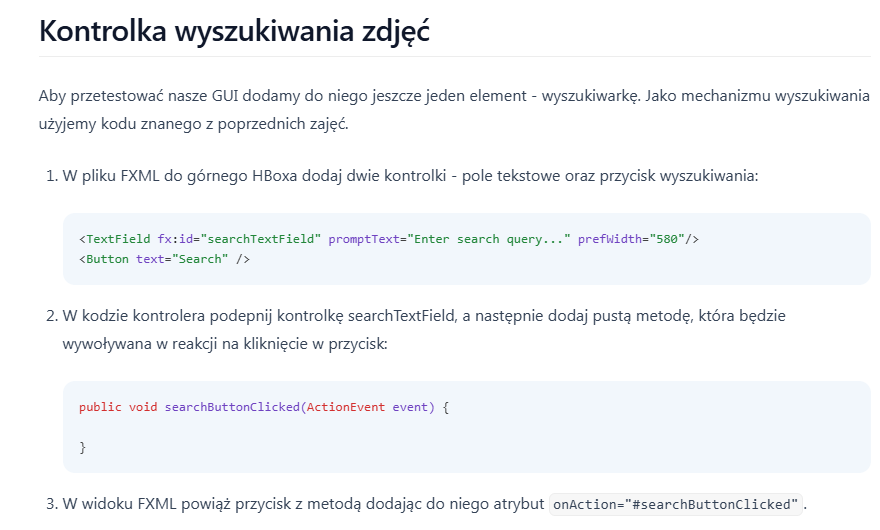 Kontrolka wyszukiwania zdjęć
Aby przetestować nasze GUI dodamy do niego jeszcze jeden element - wyszukiwarkę. Jako mechanizmu wyszukiwania
użyjemy kodu znanego z poprzednich zajęć.
1. W pliku FXML do górnego HBoxa dodaj dwie kontrolki - pole tekstowe oraz przycisk wyszukiwania:
<TextField fx:id="searchTextField" promptText="Enter search query..." prefWidth="580"/>
<Button text="Search" />
2. W kodzie kontrolera podepnij kontrolkę searchTextField, a następnie dodaj pustą metodę, która będzie
wywoływana w reakcji na kliknięcie w przycisk:
public void searchButtonClicked(ActionEvent event) {
}
3. W widoku FXML powiąż przycisk z metodą dodając do niego atrybut onAction="#searchButtonClicked".